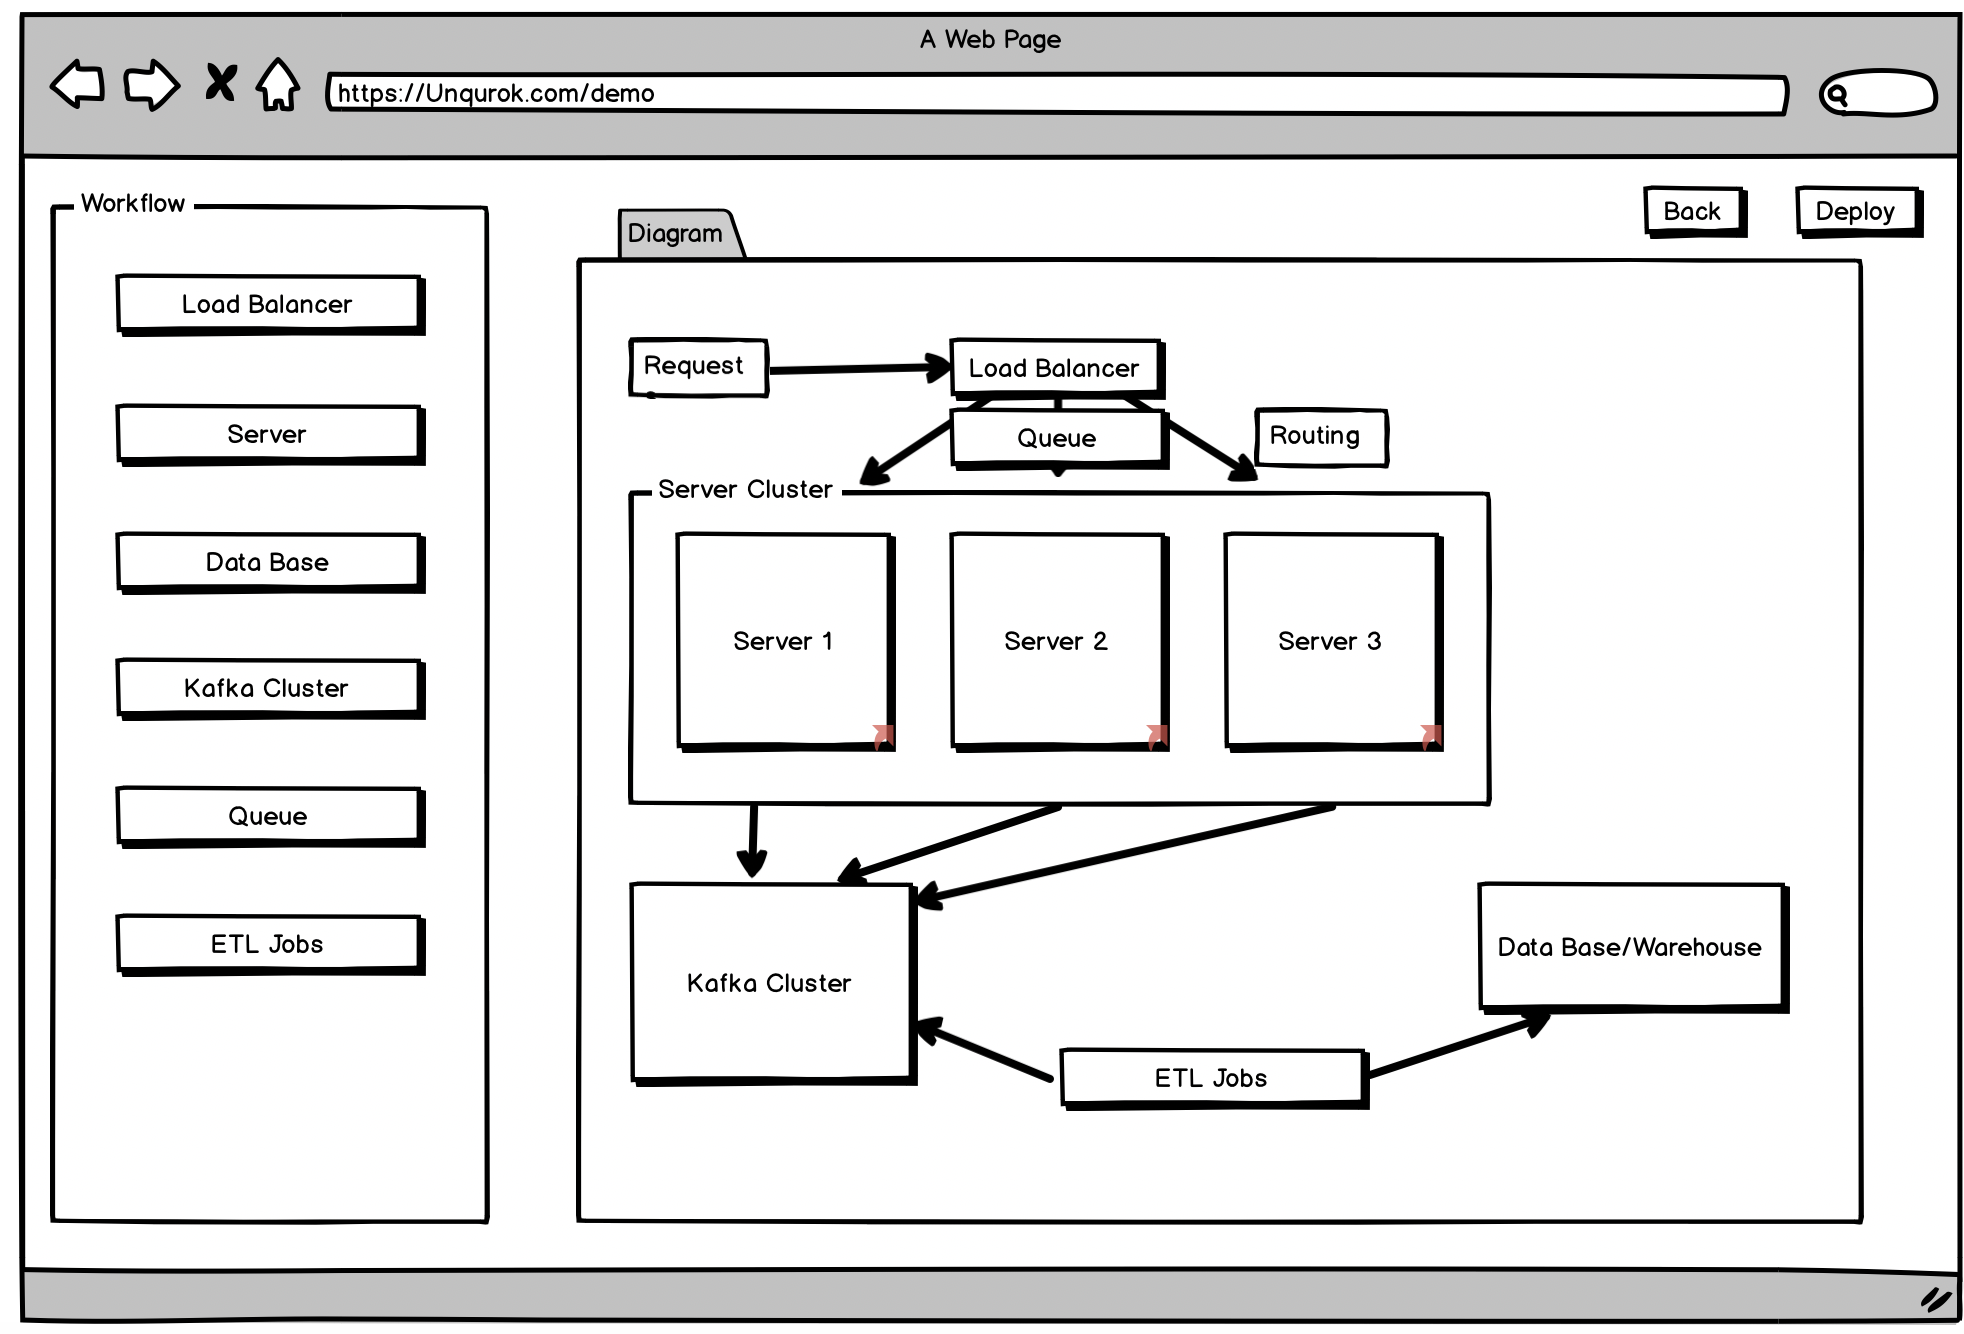 A Web Page
https://Unqurok.com/demo
Workflow
Load Balancer
Server
Data Base
Kafka Cluster
Queue
ETL Jobs
Back
Deploy
Diagram
Request
Load Balancer
Queue
Routing
Server Cluster
Server 1
Server 2
Server 3
Kafka Cluster
Data Base/Warehouse
ETL Jobs